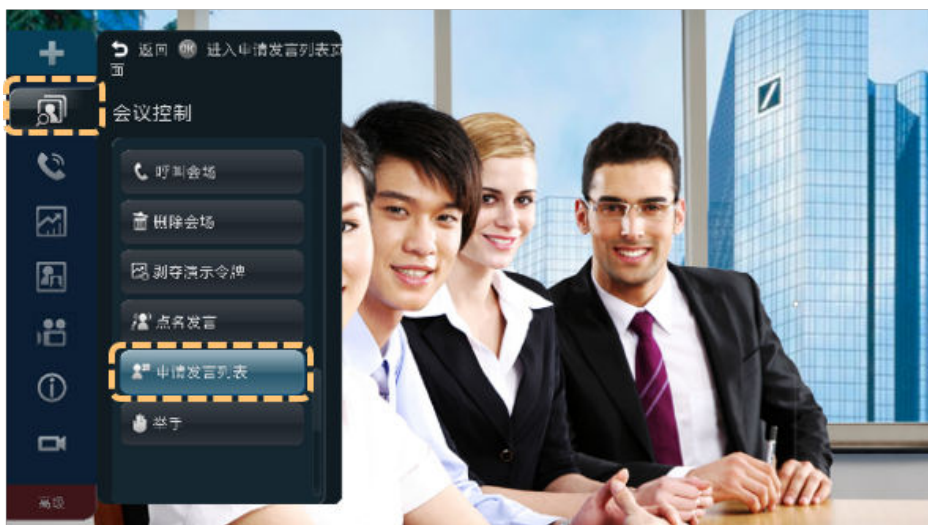 返回 OK 进入申请发言列表页
面
会议控制
呼叫会场
删除会场
剥夺演示令牌
点名发言
申请发言列表
举手
高级